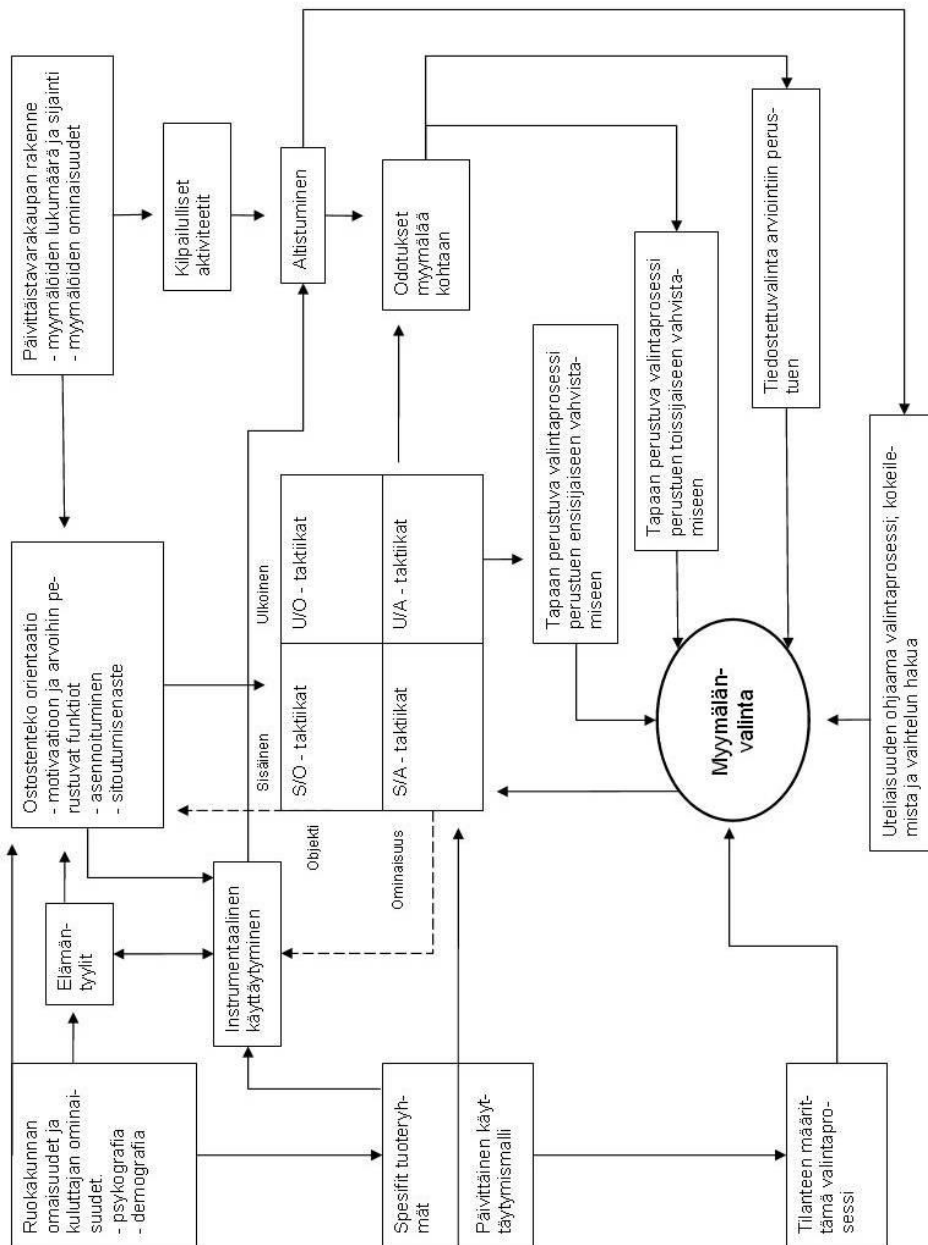 Ruokakunnan
omaisuudet ja
kuluttajan ominai-
suudet.
- psykografia
- demografia
Elämän-
tyylit
Ostostenteko orientaatio
- motivaatioon ja arvoihin pe-
rustuvat funktiot
- asennoituminen
- sitoutumisenaste
Päivittäistavarakaupan rakenne
- myymälöiden lukumäärä ja sijainti
- myymälöiden ominaisuudet
Kilpailulliset
aktiviteetit
Instrumentaalinen
käyttäytyminen
Sisäinen
Ulkoinen
Altistuminen
Objekti
S/O - taktiikat
U/O - taktiikat
Ominaisuus
S/A - taktiikat
U/A - taktiikat
Odotukset
myymälää
kohtaan
Spesifit tuoteryh-
mät
Päivittäinen käyt-
täytymismalli
Tapaan perustuva valintaprosessi
perustuen ensisijaiseen vahvista-
miseen
Tapaan perustuva valintaprosessi
perustuen toissijaiseen vahvista-
miseen
Myymälän-
valinta
Tilanteen määrit-
tämä valintapro-
sessi
Tiedostettuvalinta arviointiin perus-
tuen
Uteliaisuuden ohjaama valintaprosessi; kokeile-
mista ja vaihtelun hakua